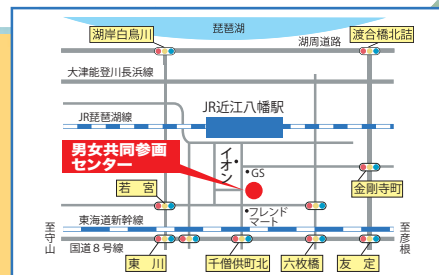 琵琶湖
湖岸白鳥川
湖周道路
渡合橋北詰
大津能登川長浜線
JR近江八幡駅
JR琵琶湖線
男女共同参画
センター
イオン
・GS
若宮
金剛寺町
フレンド
マート
東海道新幹線
至守山
至彦根
国道8号線
東川
千僧供町北
六枚橋
友定